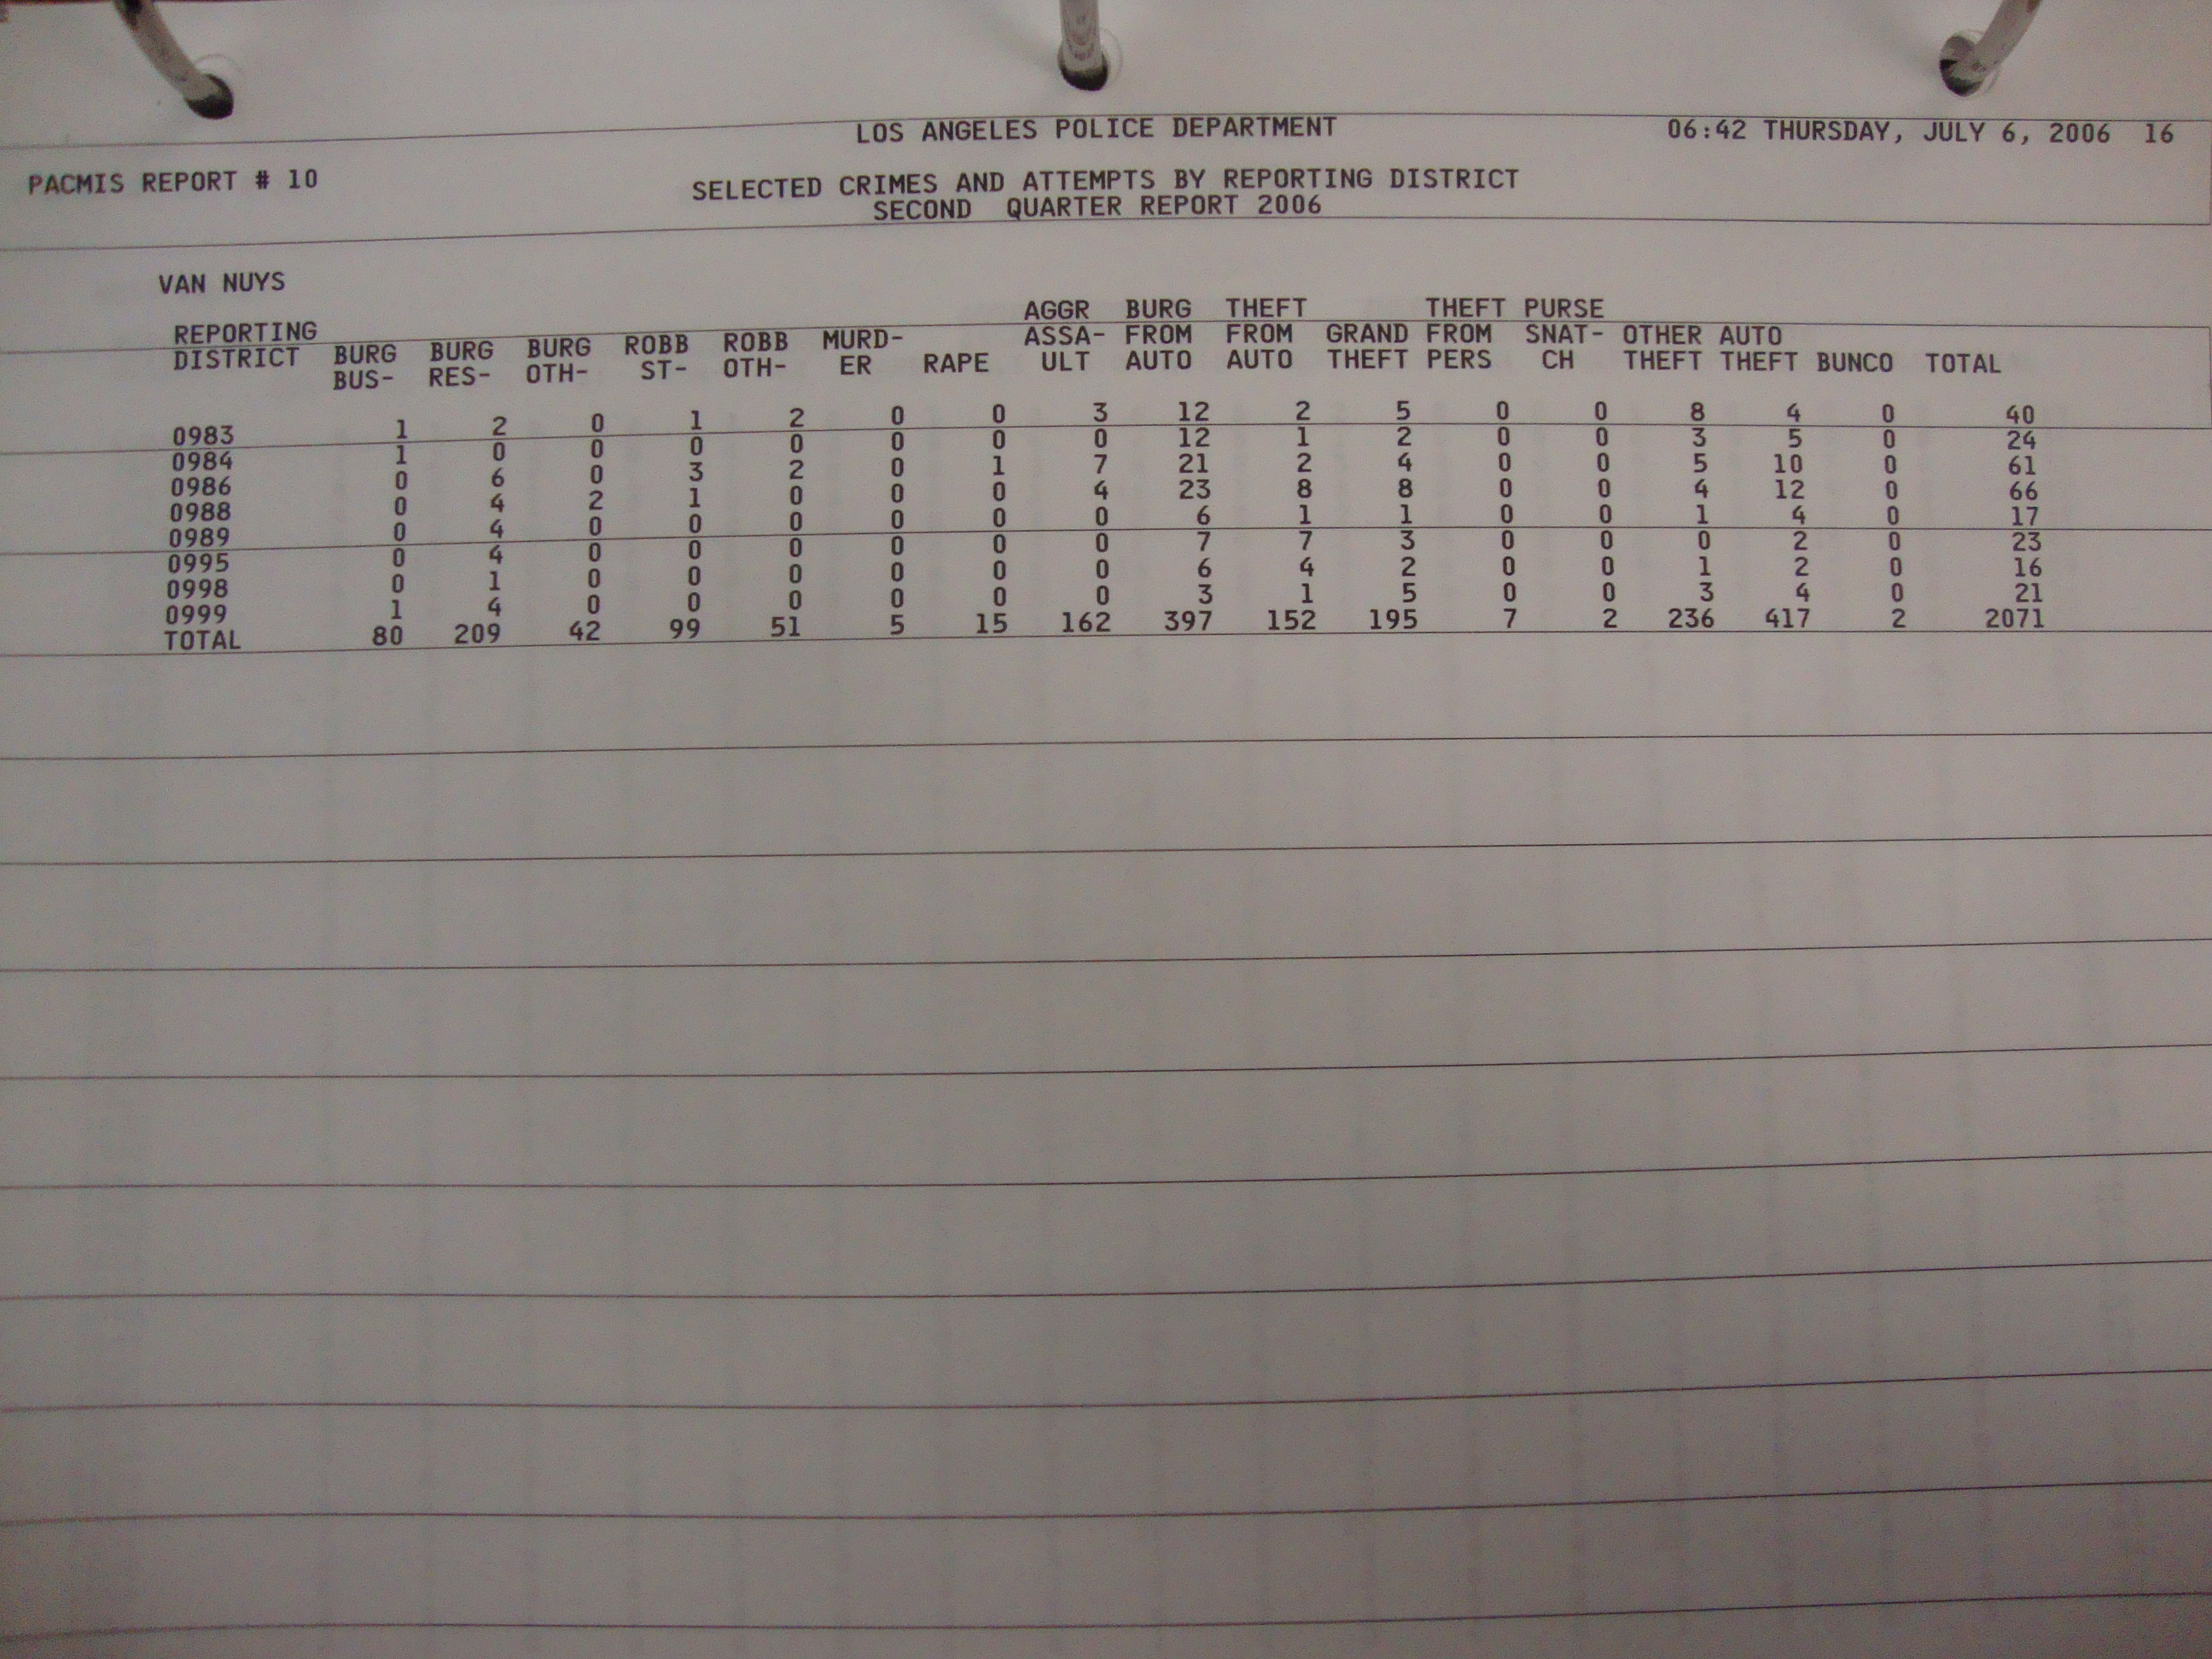 LOS ANGELES POLICE DEPARTMENT 06:42 THURSDAY, JULY 6, 2006 16
PACMIS REPORT # 10 SELECTED CRIMES AND ATTEMPTS BY REPORTING DISTRICT
SECOND QUARTER REPORT 2006
VAN NUYS
AGGR BURG THEFT THEFT PURSE
REPORTING MURD- ASSA- FROM FROM GRAND FROM SNAT- OTHER AUTO
DISTRICT BURG BURG BURG ROBB ROBB ER RAPE ULT AUTO AUTO THEFT PERS CH THEFT THEFT BUNCO TOTAL
BUS- RES- OTH- ST- OTH-
0983 1 2 0 1 2 0 0 3 12 2 5 0 0 8 4 0 40
0984 1 0 0 0 0 0 0 0 12 1 2 0 0 3 5 0 24
0986 0 6 0 3 2 0 1 7 21 2 4 0 0 5 10 0 61
0988 0 4 2 1 0 0 0 4 23 8 8 0 0 4 12 0 66
0989 0 4 0 0 0 0 0 0 6 1 1 0 0 1 4 0 17
0995 0 4 0 0 0 0 0 0 7 7 3 0 0 0 2 0 23
0998 0 1 0 0 0 0 0 0 6 4 2 0 0 1 2 0 16
0999 1 4 0 0 0 0 0 0 3 1 5 0 0 3 4 0 21
TOTAL 80 209 42 99 51 5 15 162 397 152 195 7 2 236 417 2 2071